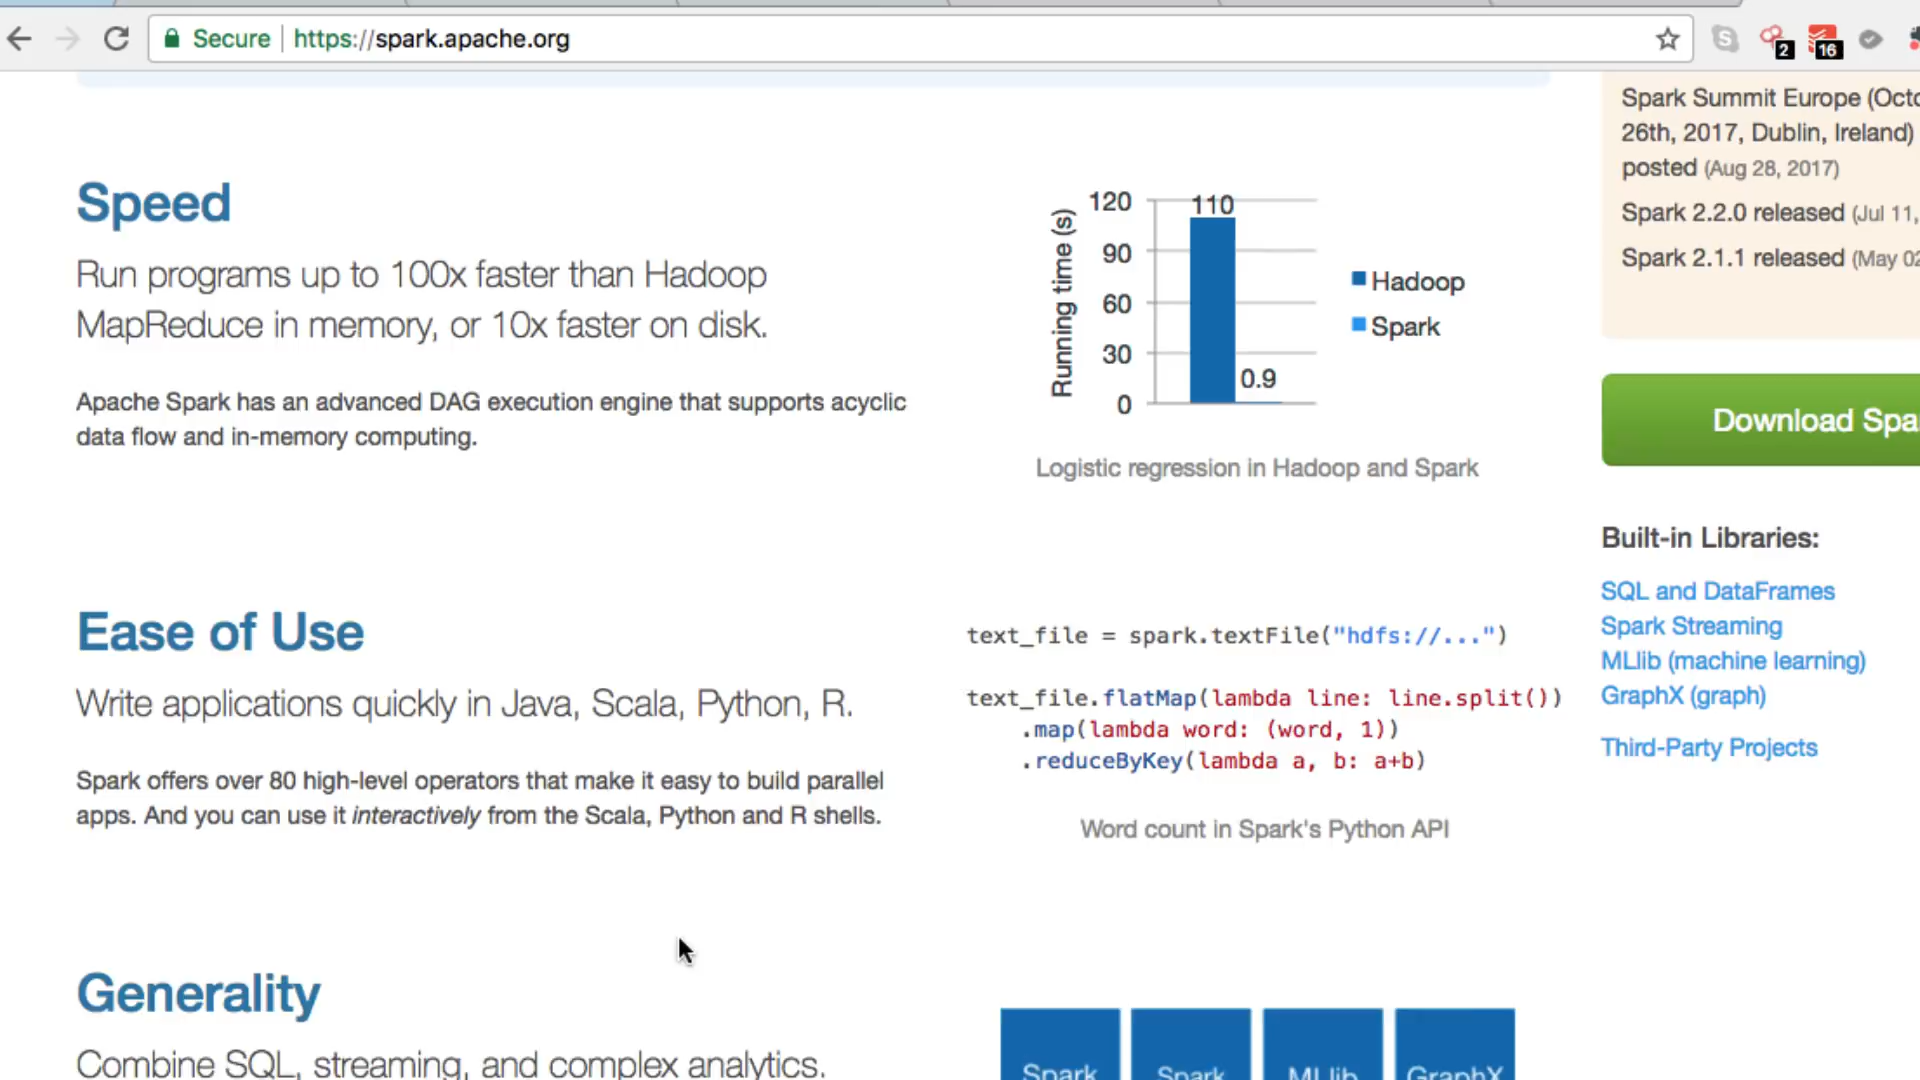 Secure https://spark.apache.org
2
16
Speed
Run programs up to 100x faster than Hadoop
MapReduce in memory, or 10x faster on disk.
Apache Spark has an advanced DAG execution engine that supports acyclic
data flow and in-memory computing.
Running time (s)
120
90
60
30
0
110
0.9
Hadoop
Spark
Logistic regression in Hadoop and Spark
Ease of Use
Write applications quickly in Java, Scala, Python, R.
Spark offers over 80 high-level operators that make it easy to build parallel
apps. And you can use it interactively from the Scala, Python and R shells.
text_file = spark.textFile("hdfs://...")
text_file.flatMap(lambda line: line.split())
.map(lambda word: (word, 1))
.reduceByKey(lambda a, b: a+b)
Word count in Spark's Python API
Generality
Combine SQL, streaming, and complex analytics.
Spark
Spark
MLlib
GraphX
Spark Summit Europe (Octo
26th, 2017, Dublin, Ireland)
posted (Aug 28, 2017)
Spark 2.2.0 released (Jul 11,
Spark 2.1.1 released (May 02
Download Spa
Built-in Libraries:
SQL and DataFrames
Spark Streaming
MLlib (machine learning)
GraphX (graph)
Third-Party Projects